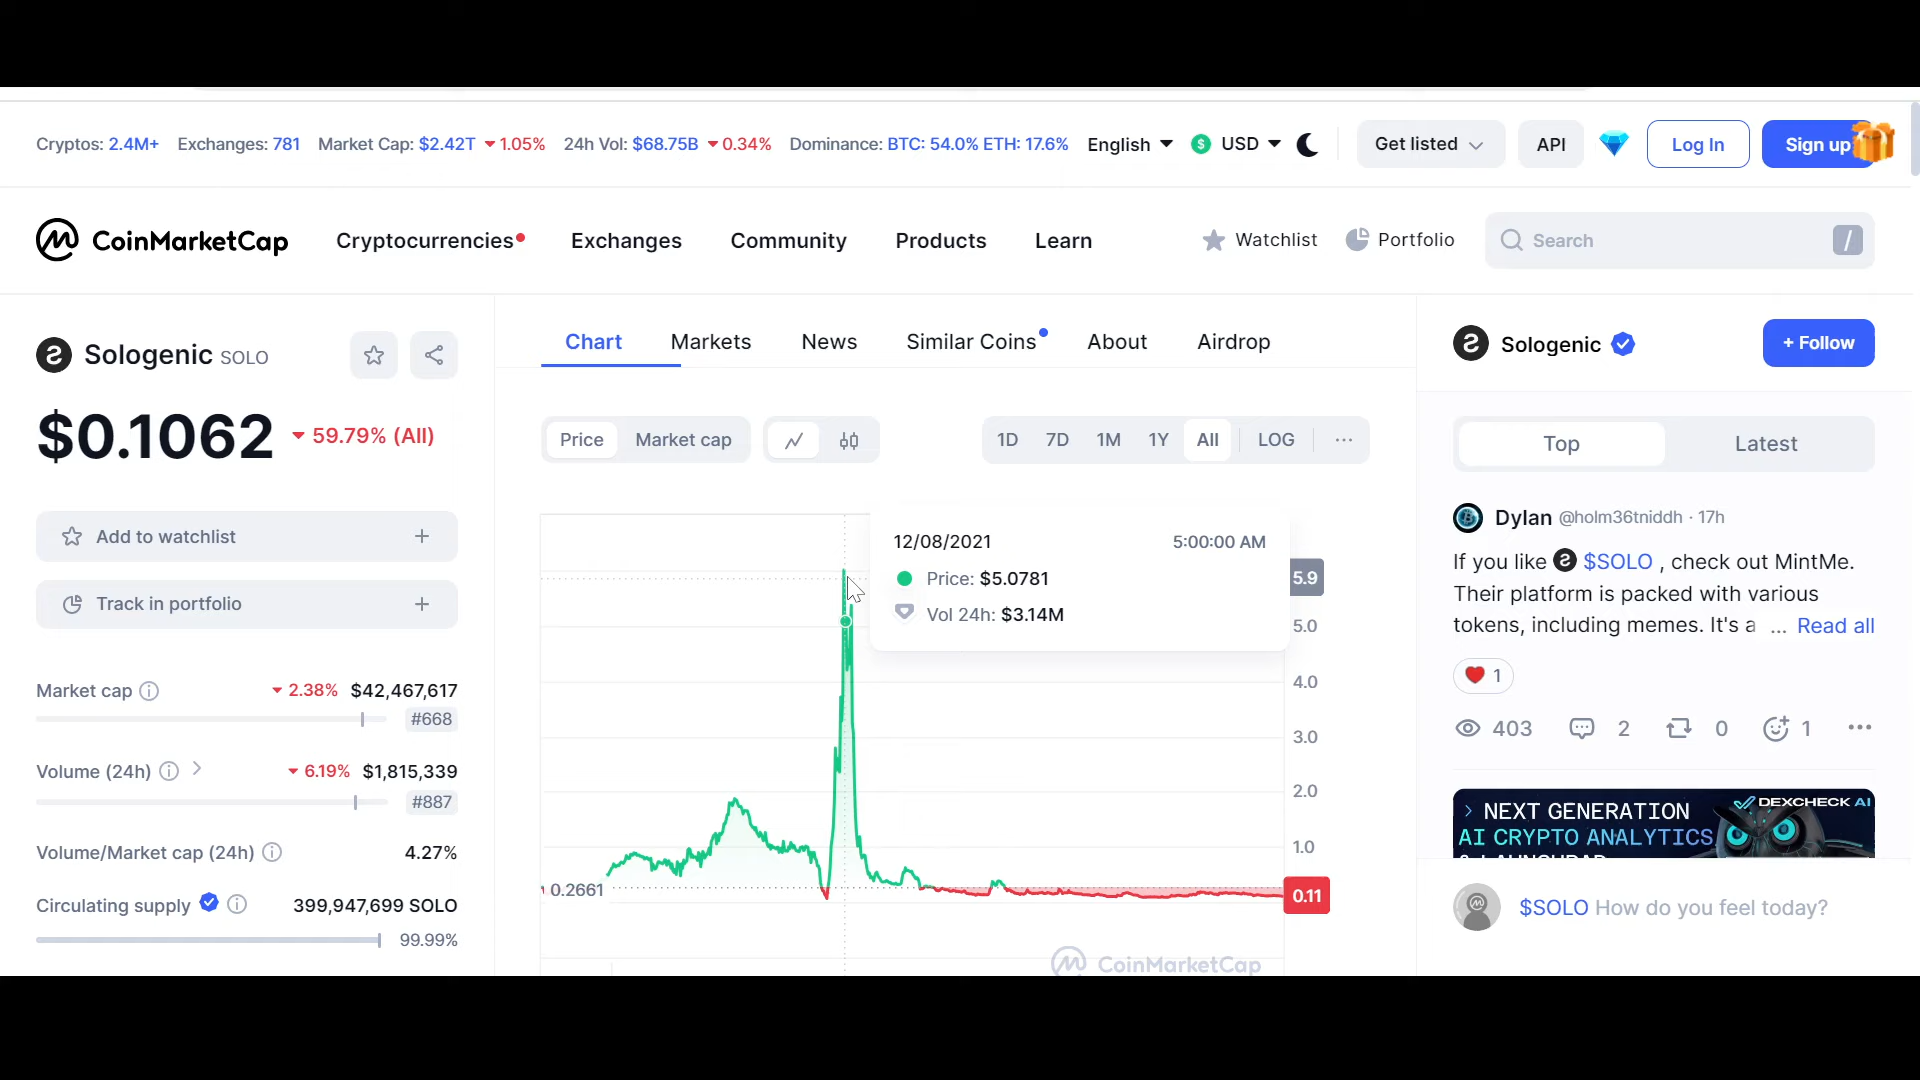 Cryptos: 2.4M+ Exchanges: 781 Market Cap: $2.42T 1.05% 24h Vol: $68.75B 0.34% Dominance: BTC: 54.0% ETH: 17.6% English USD Get listed API Log In Sign up
CoinMarketCap Cryptocurrencies Exchanges Community Products Learn Watchlist Portfolio Search /
Sologenic SOLO
$0.1062 59.79% (All)
Add to watchlist +
Track in portfolio +
Market cap 2.38% $42,467,617
#668
Volume (24h) 6.19% $1,815,339
#887
Volume/Market cap (24h) 4.27%
Circulating supply 399,947,699 SOLO
99.99%
Chart Markets News Similar Coins About Airdrop
Price Market cap 1D 7D 1M 1Y All LOG ...
12/08/2021 5:00:00 AM
Price: $5.0781
Vol 24h: $3.14M
5.9
5.0
4.0
3.0
2.0
1.0
0.2661
0.11
CoinMarketCap
Sologenic + Follow
Top Latest
Dylan @holm36tniddh · 17h
If you like $SOLO , check out MintMe.
Their platform is packed with various
tokens, including memes. It's a ... Read all
1
403 2 0 1 ...
> NEXT GENERATION DEXCHECK AI
AI CRYPTO ANALYTICS
& LAUNCHPAD
$SOLO How do you feel today?